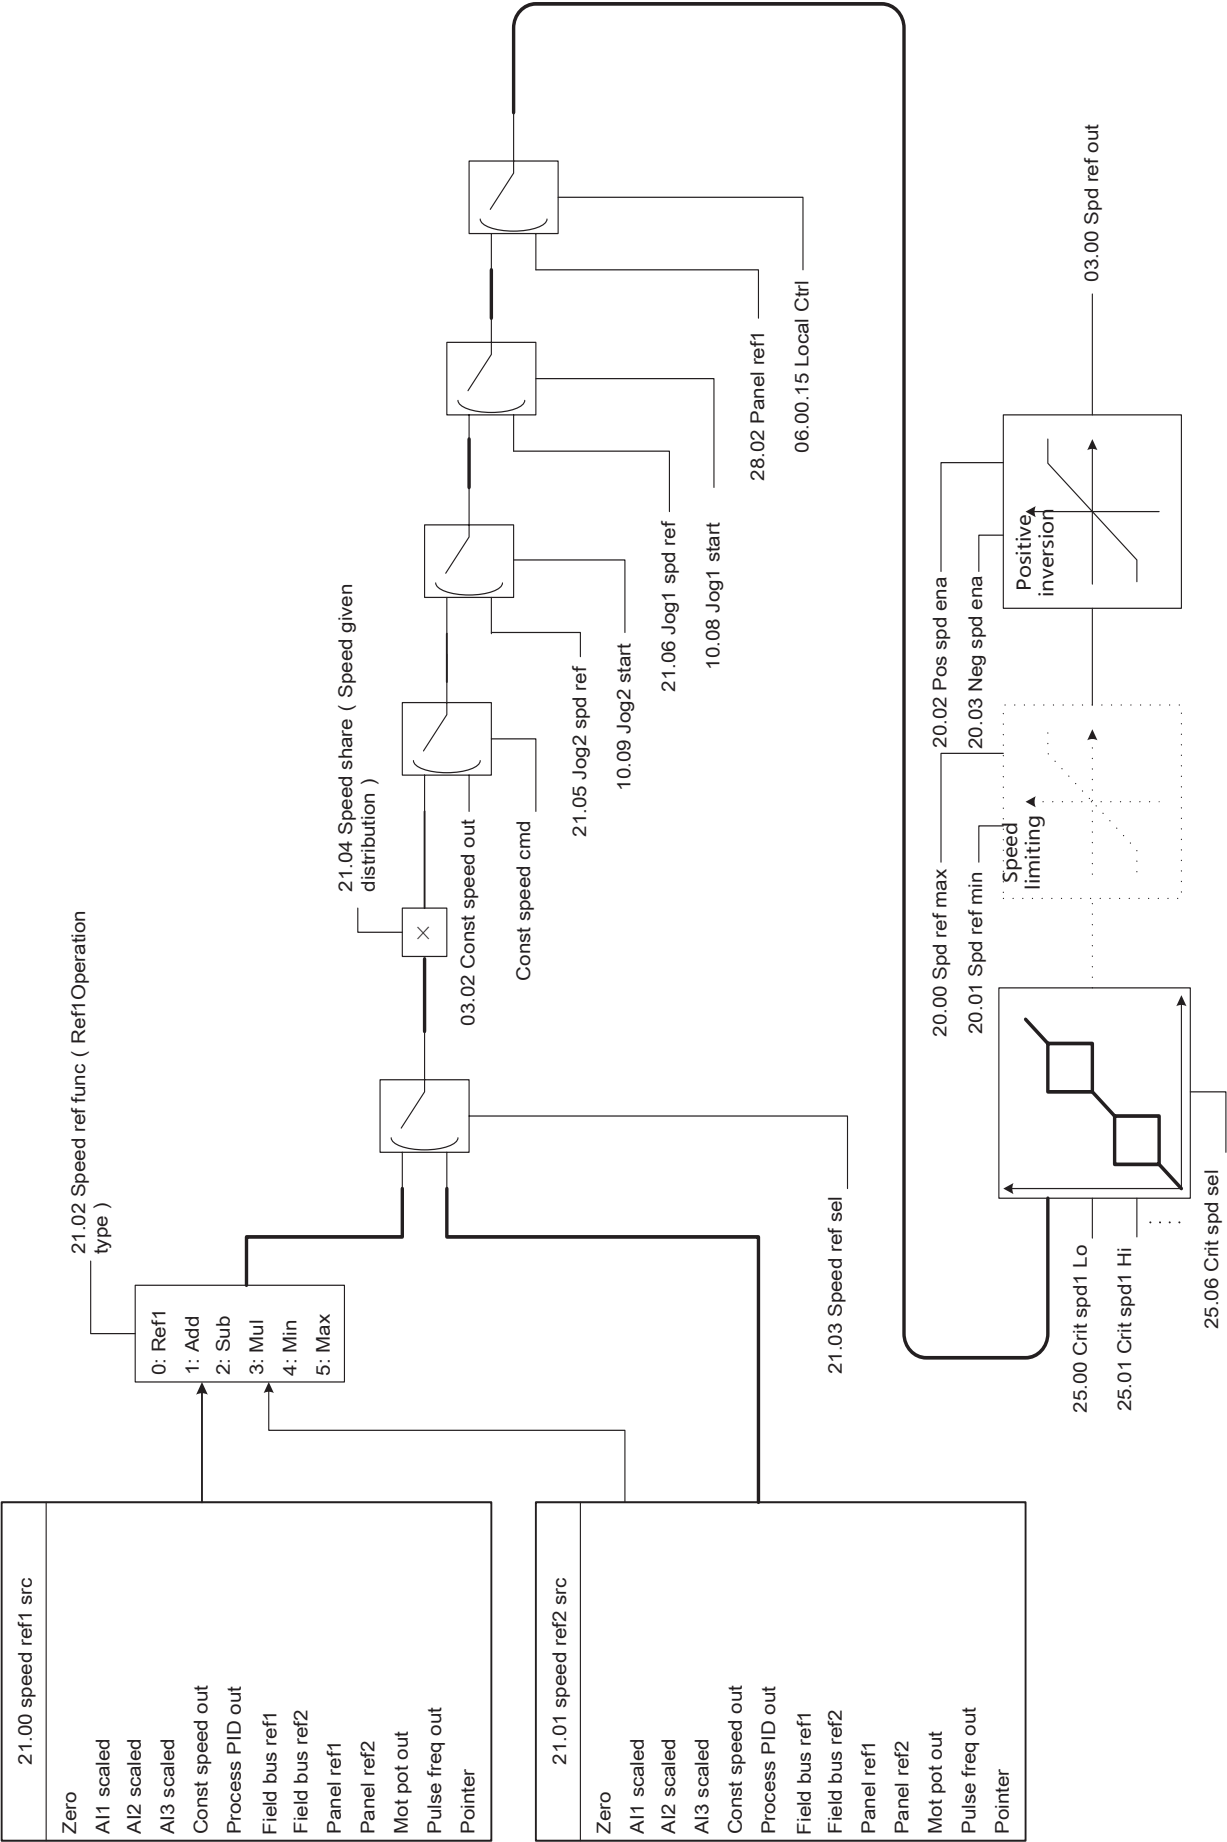 21.00 speed ref1 src
Zero
AI1 scaled
AI2 scaled
AI3 scaled
Const speed out
Process PID out
Field bus ref1
Field bus ref2
Panel ref1
Panel ref2
Mot pot out
Pulse freq out
Pointer
21.01 speed ref2 src
Zero
AI1 scaled
AI2 scaled
AI3 scaled
Const speed out
Process PID out
Field bus ref1
Field bus ref2
Panel ref1
Panel ref2
Mot pot out
Pulse freq out
Pointer
21.02 Speed ref func ( Ref1Operation
type )
0: Ref1
1: Add
2: Sub
3: Mul
4: Min
5: Max
21.03 Speed ref sel
21.04 Speed share ( Speed given
distribution )
×
03.02 Const speed out
Const speed cmd
21.05 Jog2 spd ref
10.09 Jog2 start
21.06 Jog1 spd ref
10.08 Jog1 start
28.02 Panel ref1
06.00.15 Local Ctrl
25.00 Crit spd1 Lo
25.01 Crit spd1 Hi
....
25.06 Crit spd sel
20.00 Spd ref max
20.01 Spd ref min
Speed
limiting
20.02 Pos spd ena
20.03 Neg spd ena
Positive
inversion
03.00 Spd ref out